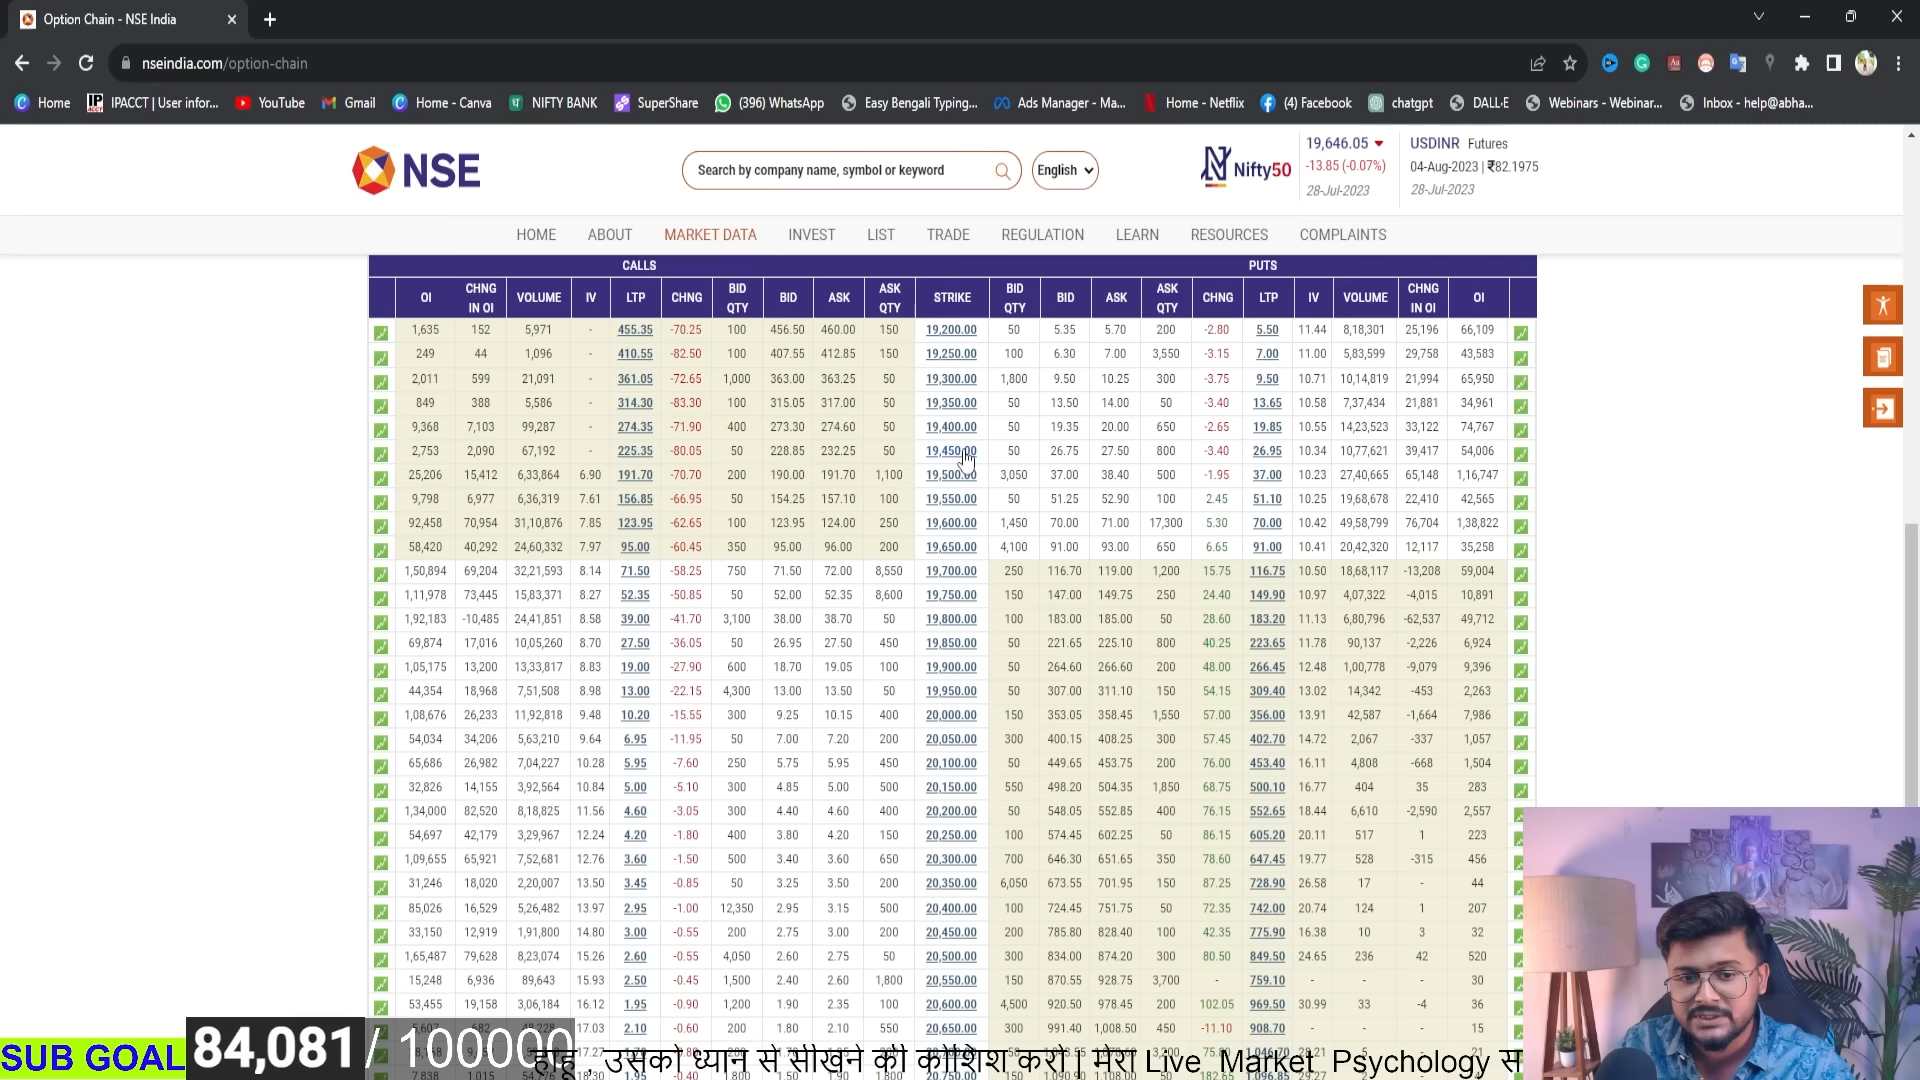 Option Chain - NSE India
nseindia.com/option-chain
Home IPACCT | User infor... YouTube Gmail Home - Canva NIFTY BANK SuperShare (396) WhatsApp Easy Bengali Typing... Ads Manager - Ma... Home - Netflix (4) Facebook chatgpt DALL·E Webinars - Webinar... Inbox - help@abha...
NSE Search by company name, symbol or keyword English Nifty50
19,646.05 USDINR Futures
-13.85 (-0.07%) 04-Aug-2023 | ₹82.1975
28-Jul-2023 28-Jul-2023
HOME ABOUT MARKET DATA INVEST LIST TRADE REGULATION LEARN RESOURCES COMPLAINTS
CALLS PUTS
OI CHNG IN OI VOLUME IV LTP CHNG BID QTY BID ASK ASK QTY STRIKE BID QTY BID ASK ASK QTY CHNG LTP IV VOLUME CHNG IN OI OI
1,635 152 5,971 - 455.35 -70.25 100 456.50 460.00 150 19,200.00 50 5.35 5.70 200 -2.80 5.50 11.44 8,18,301 25,196 66,109
249 44 1,096 - 410.55 -82.50 100 407.55 412.85 150 19,250.00 100 6.30 7.00 3,550 -3.15 7.00 11.00 5,83,599 29,758 43,583
2,011 599 21,091 - 361.05 -72.65 1,000 363.00 363.25 50 19,300.00 1,800 9.50 10.25 300 -3.75 9.50 10.71 10,14,819 21,994 65,950
849 388 5,586 - 314.30 -83.30 100 315.05 317.00 50 19,350.00 50 13.50 14.00 50 -3.40 13.65 10.58 7,37,434 21,881 34,961
9,368 7,103 99,287 - 274.35 -71.90 400 273.30 274.60 50 19,400.00 50 19.35 20.00 650 -2.65 19.85 10.55 14,23,523 33,122 74,767
2,753 2,090 67,192 - 225.35 -80.05 50 228.85 232.25 50 19,450.00 50 26.75 27.50 800 -3.40 26.95 10.34 10,77,621 39,417 54,006
25,206 15,412 6,33,864 6.90 191.70 -70.70 200 190.00 191.70 1,100 19,500.00 3,050 37.00 38.40 500 -1.95 37.00 10.23 27,40,665 65,148 1,16,747
9,798 6,977 6,36,319 7.61 156.85 -66.95 50 154.25 157.10 100 19,550.00 50 51.25 52.90 100 2.45 51.10 10.25 19,68,678 22,410 42,565
92,458 70,954 31,10,876 7.85 123.95 -62.65 100 123.95 124.00 250 19,600.00 1,450 70.00 71.00 17,300 5.30 70.00 10.42 49,58,799 76,704 1,38,822
58,420 40,292 24,60,332 7.97 95.00 -60.45 350 95.00 96.00 200 19,650.00 4,100 91.00 93.00 650 6.65 91.00 10.41 20,42,320 12,117 35,258
1,50,894 69,204 32,21,593 8.14 71.50 -58.25 750 71.50 72.00 8,550 19,700.00 250 116.70 119.00 1,200 15.75 116.75 10.50 18,68,117 -13,208 59,004
1,11,978 73,445 15,83,371 8.27 52.35 -50.85 50 52.00 52.35 8,600 19,750.00 150 147.00 149.75 250 24.40 149.90 10.97 4,07,322 -4,015 10,891
1,92,183 -10,485 24,41,851 8.58 39.00 -41.70 3,100 38.00 38.70 50 19,800.00 100 183.00 185.00 50 28.60 183.20 11.13 6,80,796 -62,537 49,712
69,874 17,016 10,05,260 8.70 27.50 -36.05 50 26.95 27.50 450 19,850.00 50 221.65 225.10 800 40.25 223.65 11.78 90,137 -2,226 6,924
1,05,175 13,200 13,33,817 8.83 19.00 -27.90 600 18.70 19.05 100 19,900.00 50 264.60 266.60 200 48.00 266.45 12.48 1,00,778 -9,079 9,396
44,354 18,968 7,51,508 8.98 13.00 -22.15 4,300 13.00 13.50 50 19,950.00 50 307.00 311.10 150 54.15 309.40 13.02 14,342 -453 2,263
1,08,676 26,233 11,92,818 9.48 10.20 -15.55 300 9.25 10.15 400 20,000.00 150 353.05 358.45 1,550 57.00 356.00 13.91 42,587 -1,664 7,986
54,034 34,206 5,63,210 9.64 6.95 -11.95 50 7.00 7.20 200 20,050.00 300 400.15 408.25 300 57.45 402.70 14.72 2,067 -337 1,057
65,686 26,982 7,04,227 10.28 5.95 -7.60 250 5.75 5.95 450 20,100.00 50 449.65 453.75 200 76.00 453.40 16.11 4,808 -668 1,504
32,826 14,155 3,92,564 10.84 5.00 -5.10 300 4.85 5.00 500 20,150.00 550 498.20 504.35 1,850 68.75 500.10 16.77 404 35 283
1,34,000 82,520 8,18,825 11.56 4.60 -3.05 300 4.40 4.60 400 20,200.00 50 548.05 552.85 400 76.15 552.65 18.44 6,610 -2,590 2,557
54,697 42,179 3,29,967 12.24 4.20 -1.80 400 3.80 4.20 150 20,250.00 100 574.45 602.25 50 86.15 605.20 20.11 517 1 223
1,09,655 65,921 7,52,681 12.76 3.60 -1.50 500 3.40 3.60 650 20,300.00 700 646.30 651.65 350 78.60 647.45 19.77 528 -315 456
31,246 18,020 2,20,007 13.50 3.45 -0.85 50 3.25 3.50 200 20,350.00 6,050 673.55 701.95 150 87.25 728.90 26.58 17 - 44
85,026 16,529 5,26,482 13.97 2.95 -1.00 12,350 2.95 3.15 500 20,400.00 100 724.45 751.75 50 72.35 742.00 20.74 124 1 207
33,150 12,919 1,91,800 14.80 3.00 -0.55 200 2.75 3.00 200 20,450.00 200 785.80 828.40 100 42.35 775.90 16.38 10 3 32
1,65,487 79,628 8,23,074 15.26 2.60 -0.55 4,050 2.60 2.75 50 20,500.00 300 834.00 874.20 300 80.50 849.50 24.65 236 42 520
15,248 6,936 89,643 15.93 2.50 -0.45 1,500 2.40 2.60 1,800 20,550.00 150 870.55 928.75 3,700 - 759.10 - - - 30
53,455 19,158 3,06,184 16.12 1.95 -0.90 1,200 1.90 2.35 100 20,600.00 4,500 920.50 978.45 200 102.05 969.50 30.99 33 -4 36
17.03 2.10 -0.60 200 1.80 2.10 550 20,650.00 300 991.40 1,008.50 450 -11.10 908.70 - - - 15
SUB GOAL 84,081 / 100000
, उसको ध्यान से सीखने की कोशिश करो | मेरा Live Market Psychology स